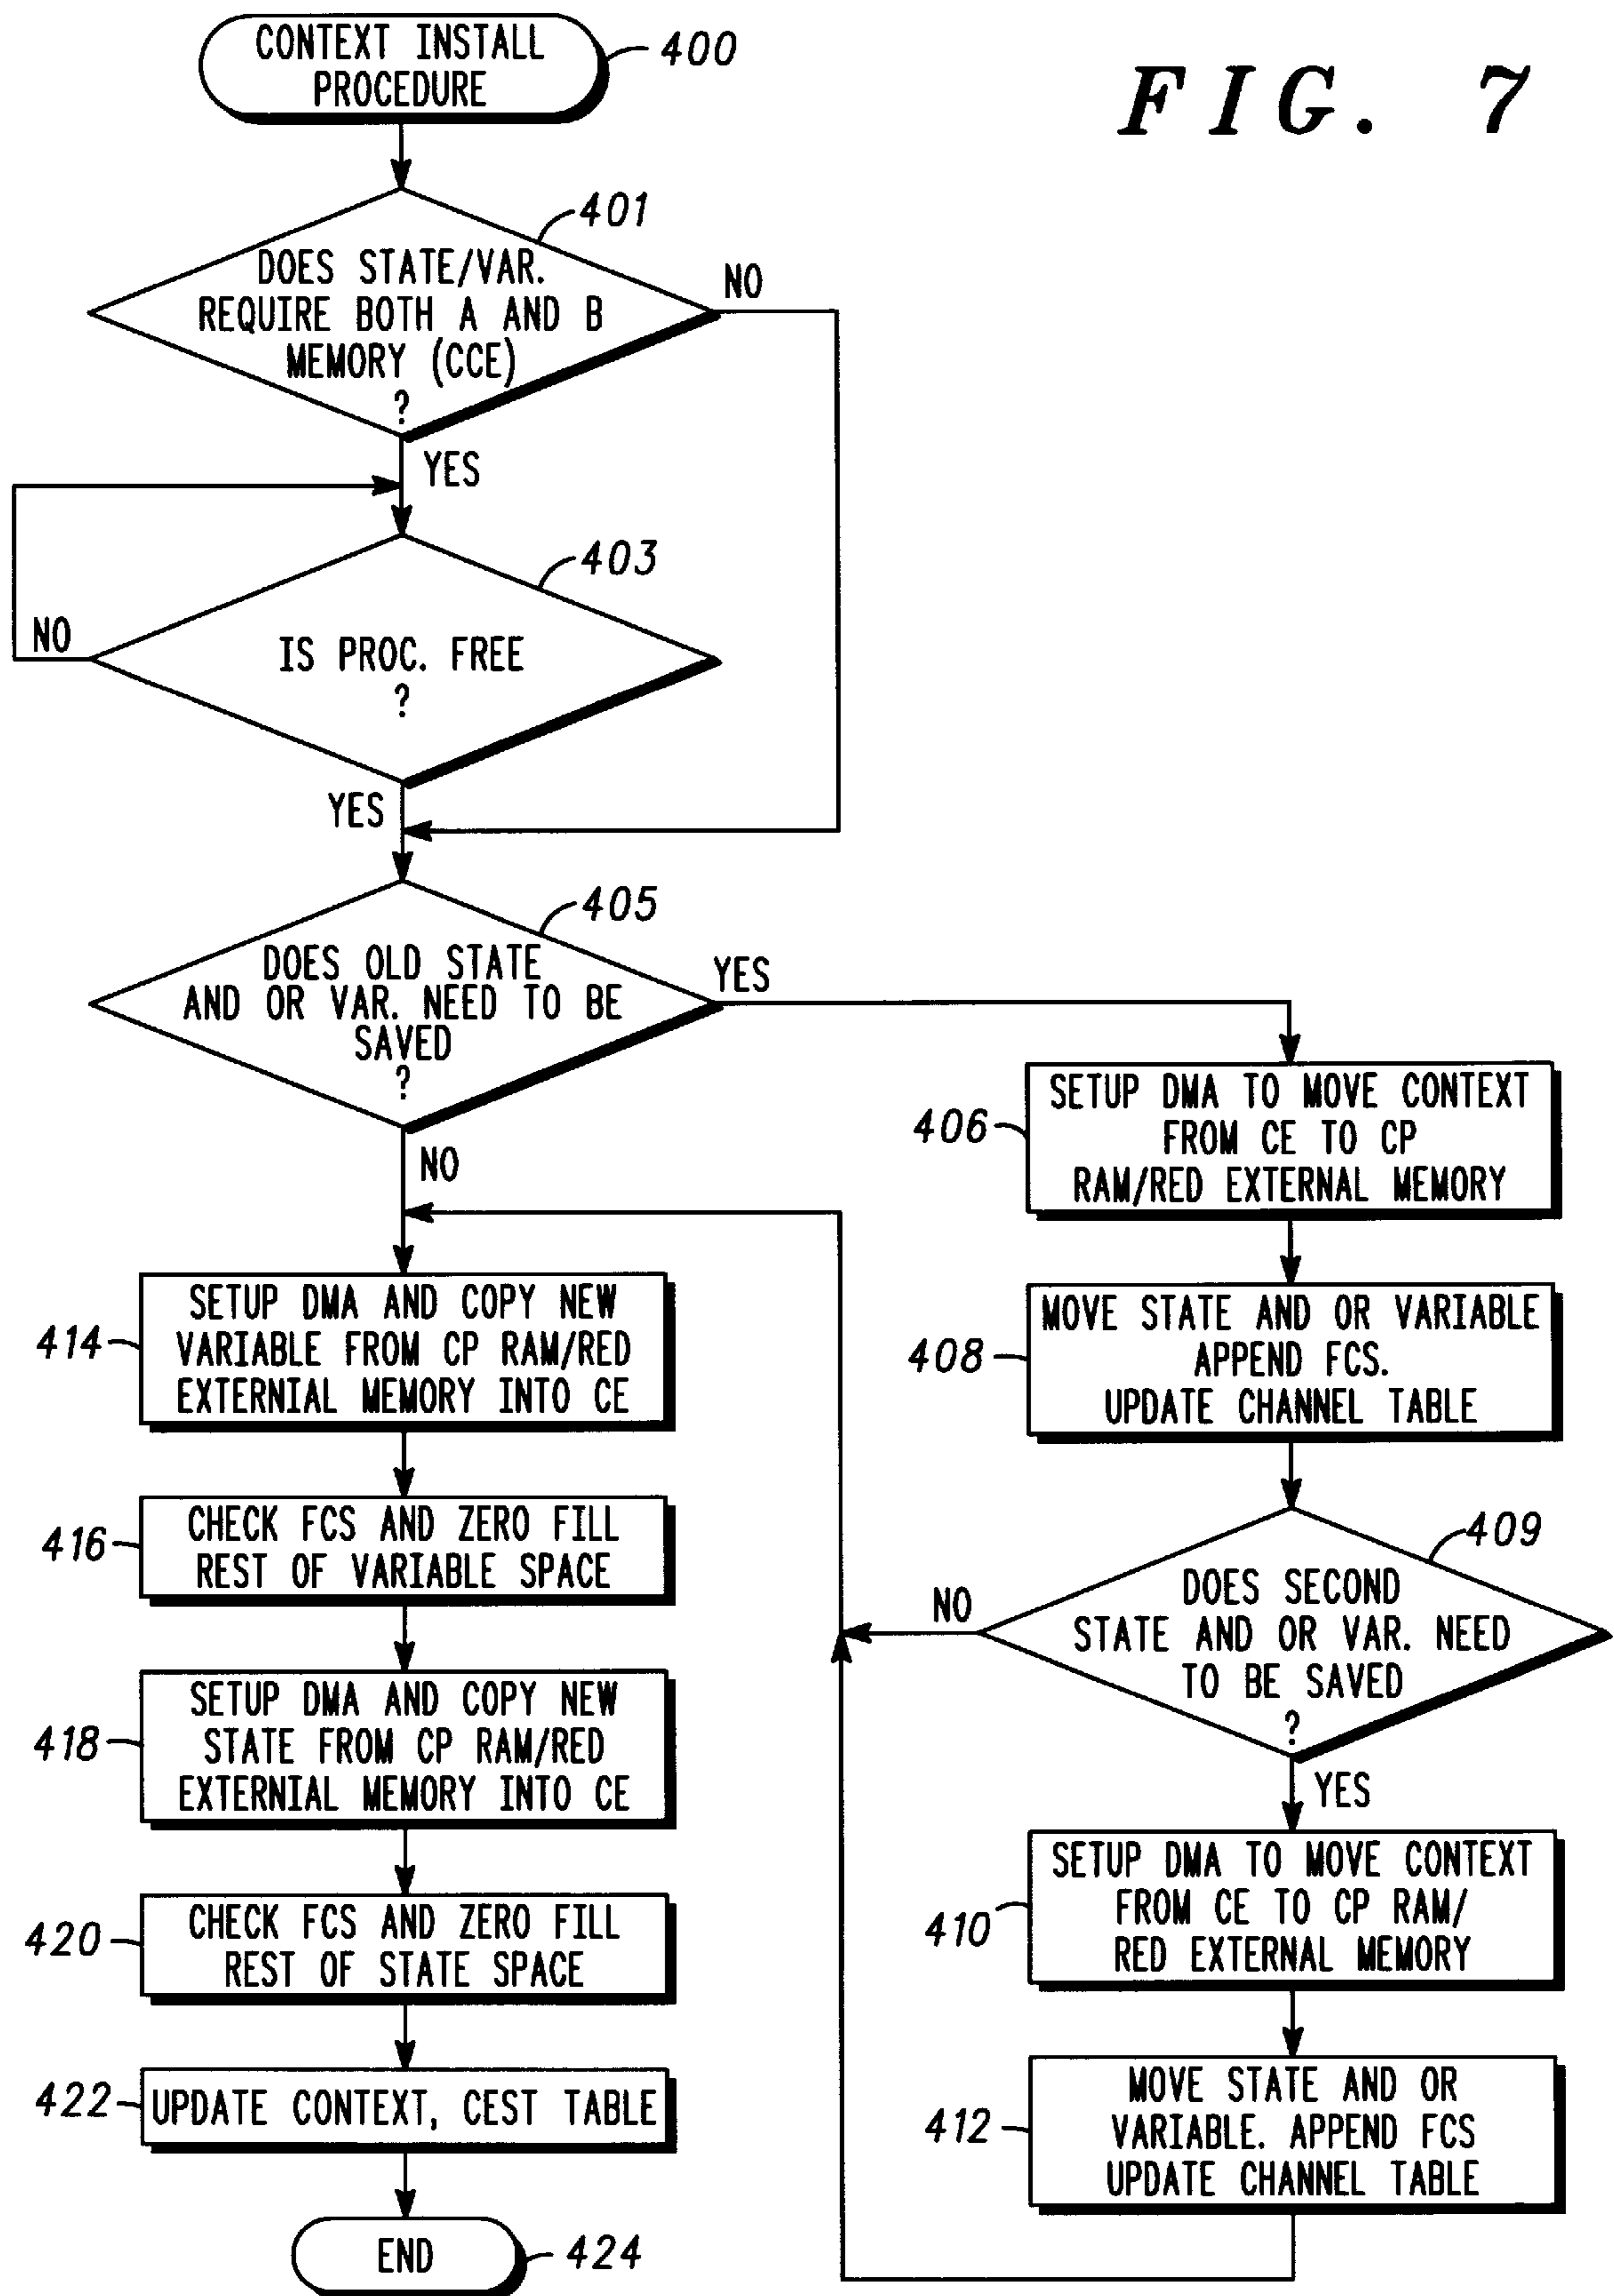 FIG. 7
CONTEXT INSTALL
PROCEDURE
400
401
DOES STATE/VAR.
REQUIRE BOTH A AND B
MEMORY (CCE)
?
NO
YES
403
IS PROC. FREE
?
NO
YES
405
DOES OLD STATE
AND OR VAR. NEED TO BE
SAVED
?
YES
NO
406
SETUP DMA TO MOVE CONTEXT
FROM CE TO CP
RAM/RED EXTERNAL MEMORY
408
MOVE STATE AND OR VARIABLE
APPEND FCS.
UPDATE CHANNEL TABLE
409
DOES SECOND
STATE AND OR VAR. NEED
TO BE SAVED
?
NO
YES
410
SETUP DMA TO MOVE CONTEXT
FROM CE TO CP RAM/
RED EXTERNAL MEMORY
412
MOVE STATE AND OR
VARIABLE. APPEND FCS
UPDATE CHANNEL TABLE
414
SETUP DMA AND COPY NEW
VARIABLE FROM CP RAM/RED
EXTERNIAL MEMORY INTO CE
416
CHECK FCS AND ZERO FILL
REST OF VARIABLE SPACE
418
SETUP DMA AND COPY NEW
STATE FROM CP RAM/RED
EXTERNIAL MEMORY INTO CE
420
CHECK FCS AND ZERO FILL
REST OF STATE SPACE
422
UPDATE CONTEXT, CEST TABLE
END
424